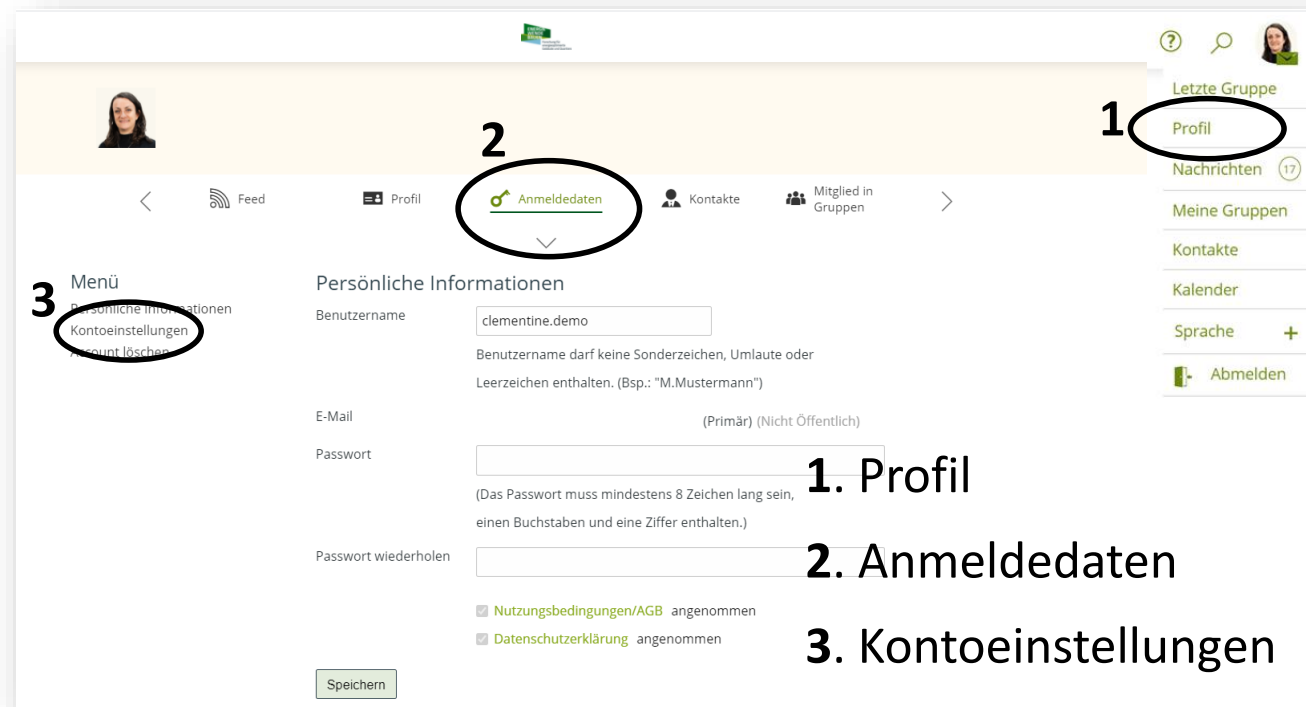 Letzte Gruppe
1
Profil
Nachrichten 17
Meine Gruppen
Kontakte
Kalender
Sprache +
Abmelden
2
Feed
Profil
Anmeldedaten
Kontakte
Mitglied in
Gruppen
3
Menü
Persönliche Informationen
Kontoeinstellungen
Account löschen
Persönliche Informationen
Benutzername
clementine.demo
Benutzername darf keine Sonderzeichen, Umlaute oder
Leerzeichen enthalten. (Bsp.: "M.Mustermann")
E-Mail
(Primär) (Nicht Öffentlich)
Passwort
(Das Passwort muss mindestens 8 Zeichen lang sein,
einen Buchstaben und eine Ziffer enthalten.)
Passwort wiederholen
Nutzungsbedingungen/AGB angenommen
Datenschutzerklärung angenommen
Speichern
1. Profil
2. Anmeldedaten
3. Kontoeinstellungen